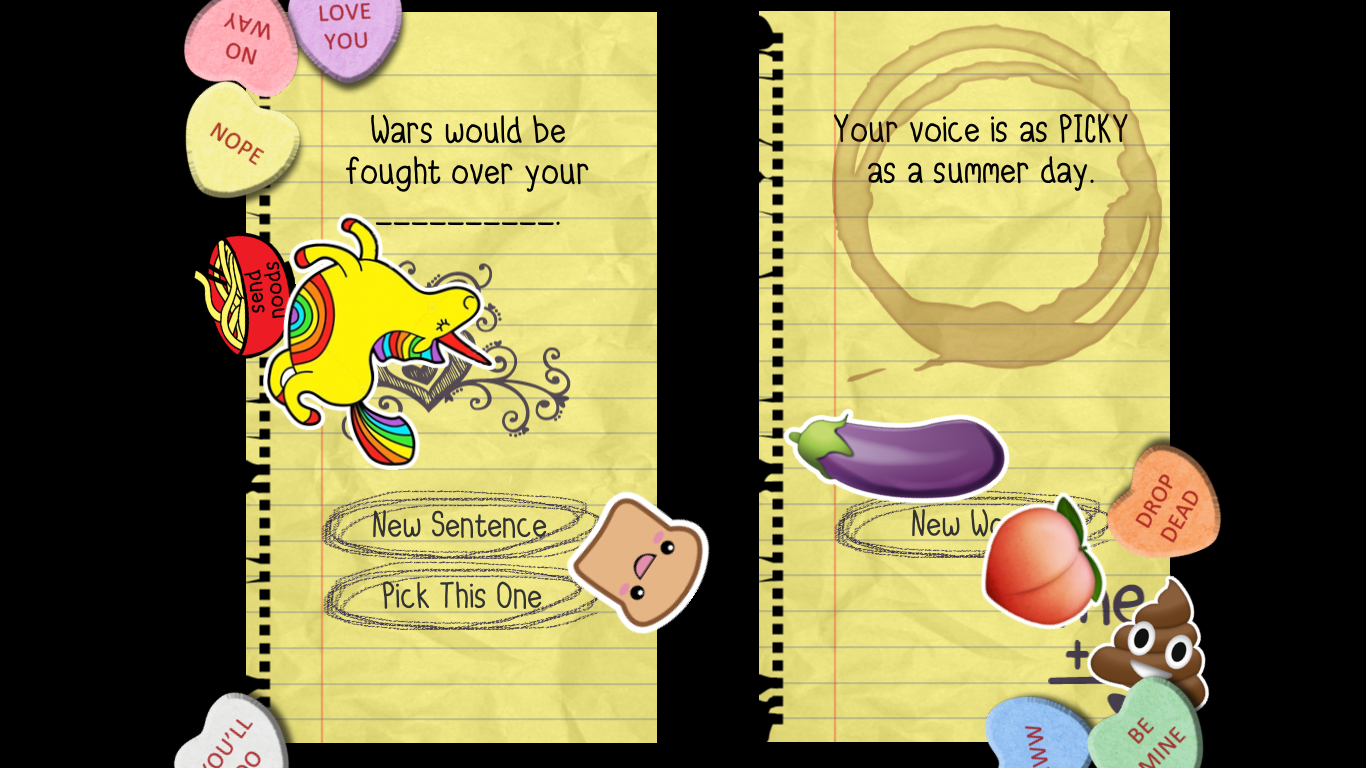 NO
WAY
LOVE
YOU
NOPE
Wars would be
fought over your
__________.
send
noods
New Sentence
Pick This One
Your voice is as PICKY
as a summer day.
New
DROP
DEAD
+
BE
MINE